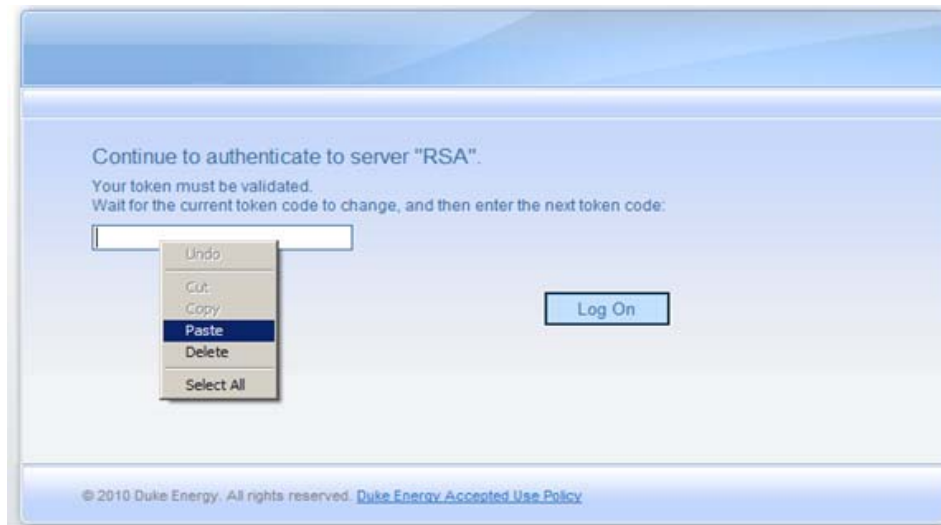 Continue to authenticate to server "RSA".
Your token must be validated.
Wait for the current token code to change, and then enter the next token code:
Undo
Cut
Copy
Paste
Delete
Select All
Log On
© 2010 Duke Energy. All rights reserved. Duke Energy Accepted Use Policy